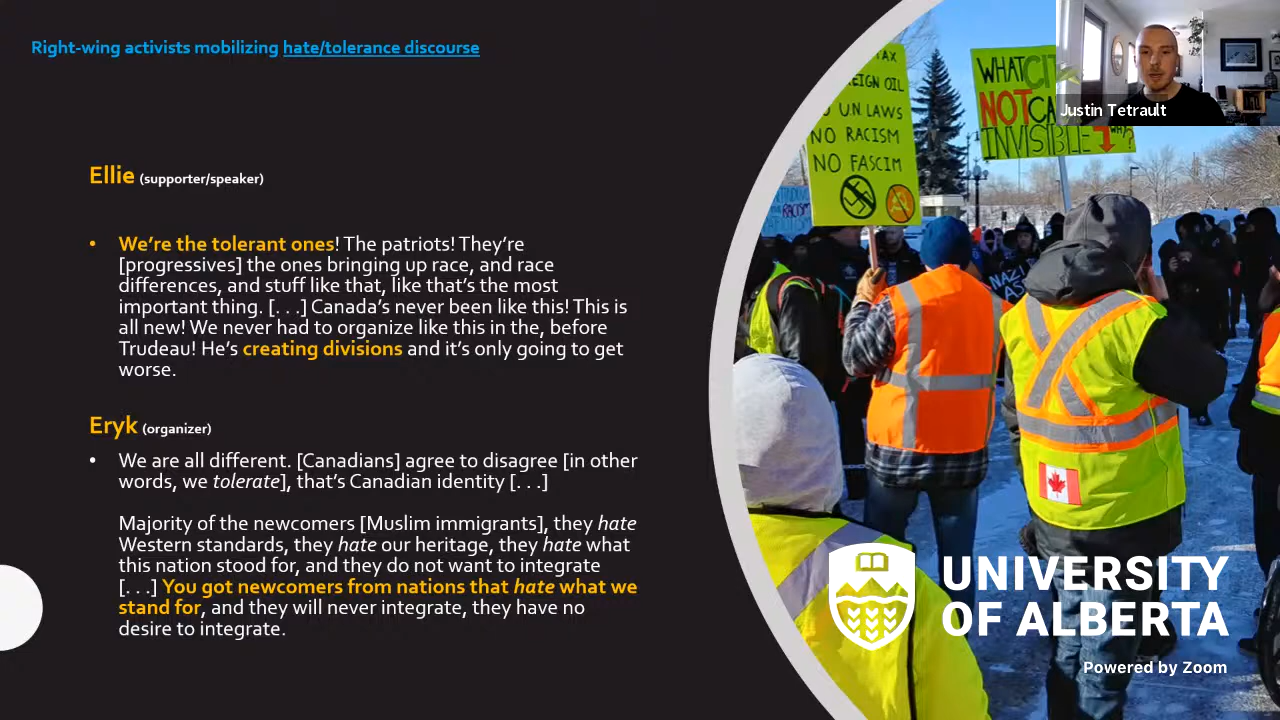 Right-wing activists mobilizing hate/tolerance discourse
Ellie (supporter/speaker)
• We're the tolerant ones! The patriots! They're
[progressives] the ones bringing up race, and race
differences, and stuff like that, like that's the most
important thing. [. . .] Canada's never been like this! This is
all new! We never had to organize like this in the, before
Trudeau! He's creating divisions and it's only going to get
worse.
Eryk (organizer)
• We are all different. [Canadians] agree to disagree [in other
words, we tolerate], that's Canadian identity [. . .]
Majority of the newcomers [Muslim immigrants], they hate
Western standards, they hate our heritage, they hate what
this nation stood for, and they do not want to integrate
[. . .] You got newcomers from nations that hate what we
stand for, and they will never integrate, they have no
desire to integrate.
TAX
EIGN OIL
U.N LAWS
NO RACISM
NO FASCIM
WHAT
NOT
INVISIBLE
WHY?
RACISM
NAZI
Justin Tetrault
UNIVERSITY
OF ALBERTA
Powered by Zoom